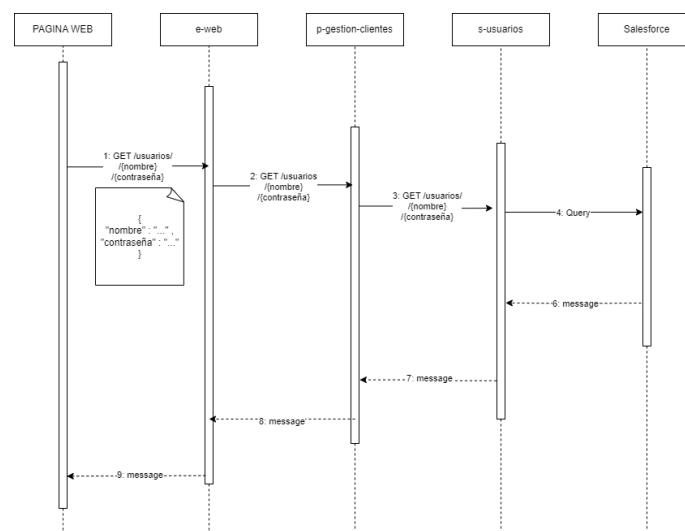 PAGINA WEB
e-web
p-gestion-clientes
s-usuarios
Salesforce
1: GET /usuarios/
/{nombre}
/{contraseña}
2: GET /usuarios
/{nombre}
/{contraseña}
3: GET /usuarios/
/{nombre}
/{contraseña}
4: Query
{
"nombre" : "..." ,
"contraseña" : "..."
}
6: message
7: message
8: message
9: message